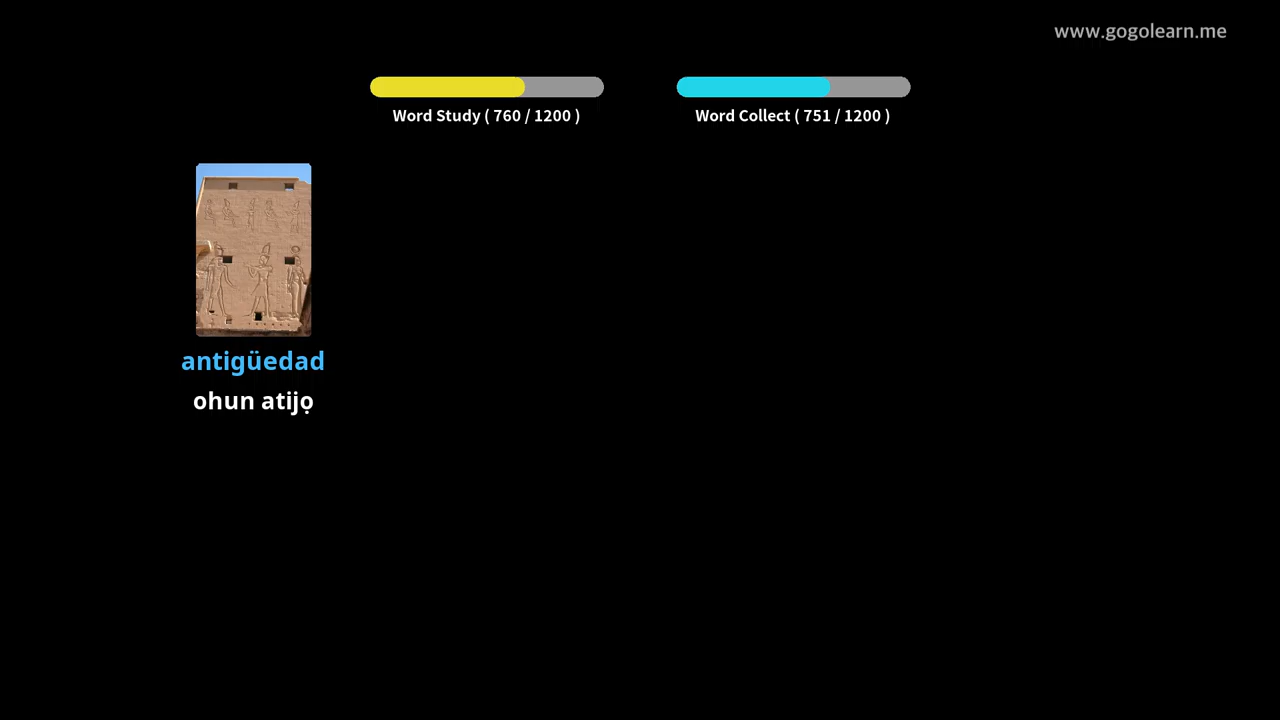 www.gogolearn.me
Word Study ( 760 / 1200 )
Word Collect ( 751 / 1200 )
antigüedad
ohun atijọ